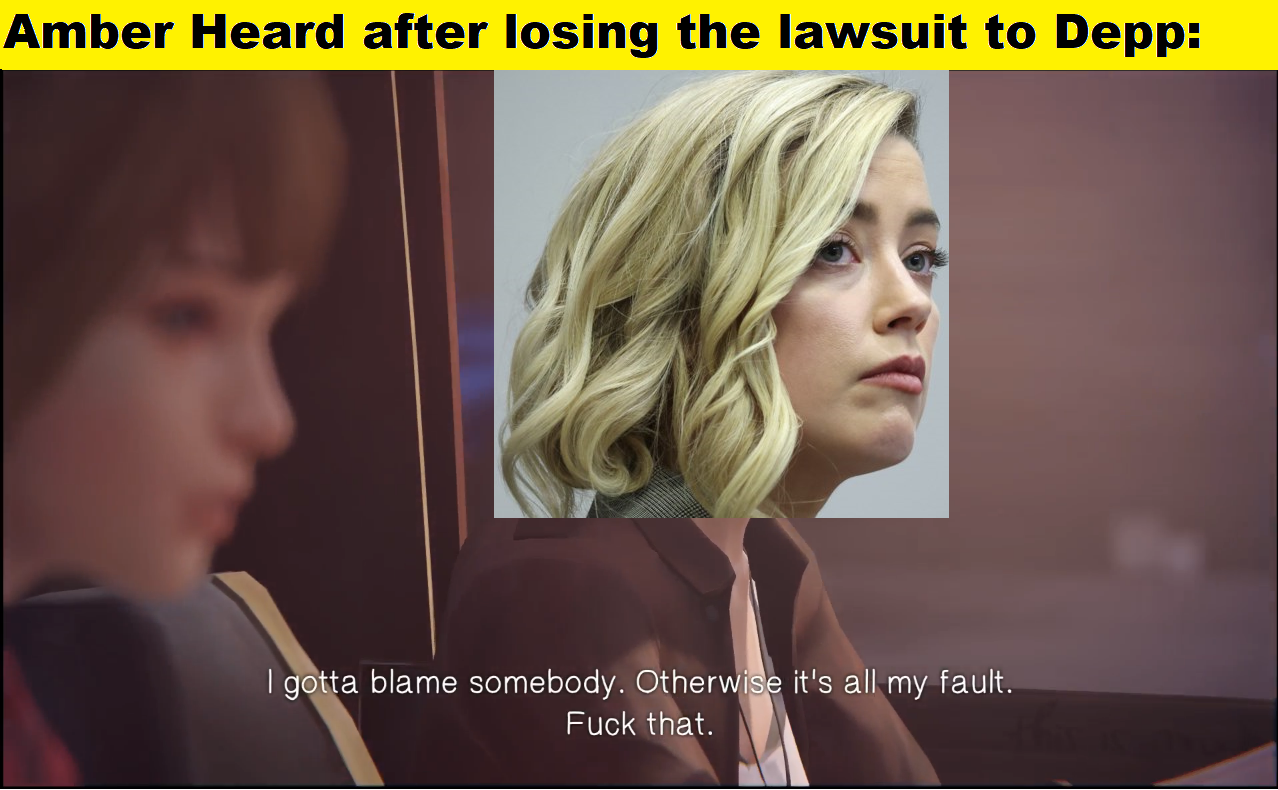 Amber Heard after losing the lawsuit to Depp:
I gotta blame somebody. Otherwise it's all my fault.
Fuck that.